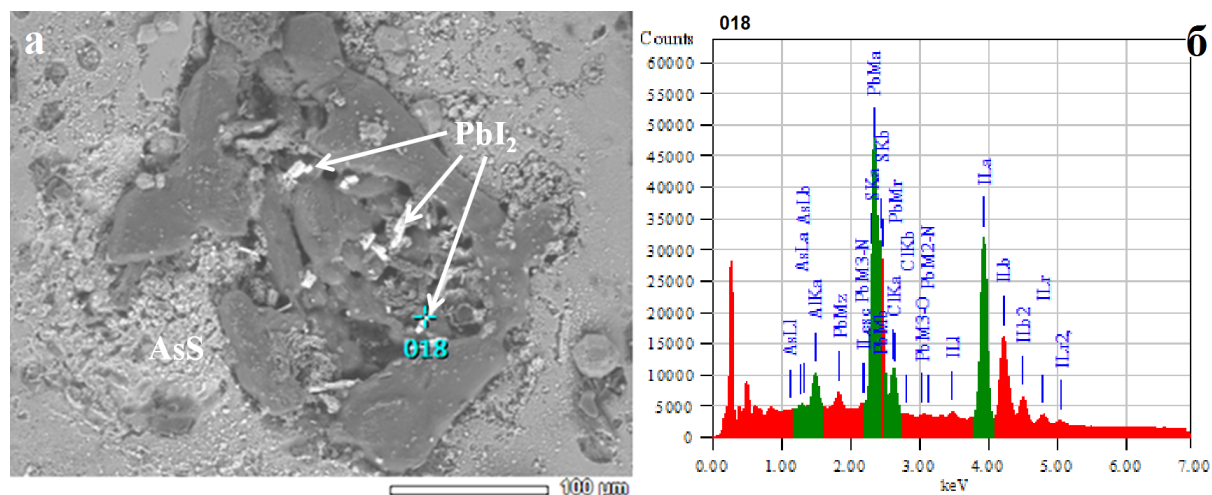 а
PbI2
018
AsS
100 µm
018
б
Counts
60000
55000
50000
45000
40000
35000
30000
25000
20000
15000
10000
5000
0
AsLl
AsLa
AsLb
AlKa
PbMz
ILesc
PbM3-N
SKa
PbMa
PbMb
SKb
PbMr
ClKa
ClKb
PbM3-O
PbM2-N
ILl
ILa
ILb
ILb2
ILr
ILr2,
0.00 1.00 2.00 3.00 4.00 5.00 6.00 7.00
keV